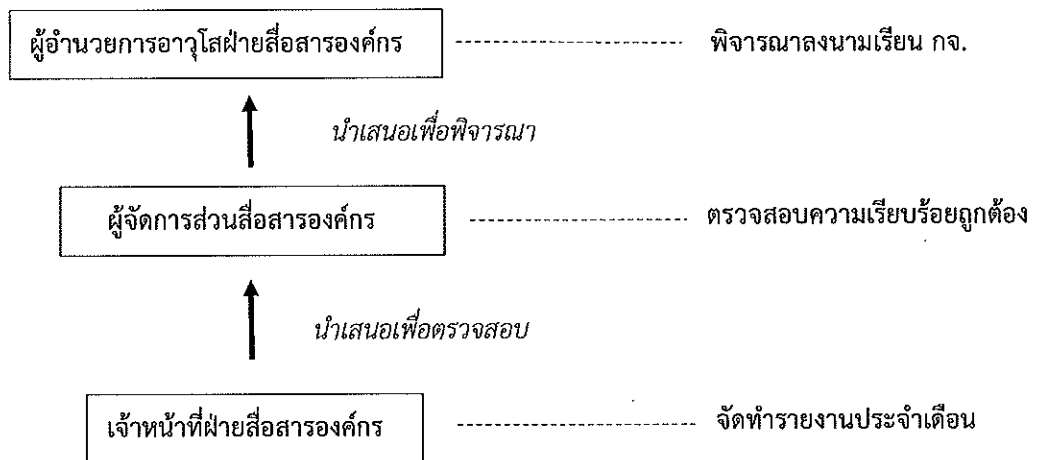 ผู้อำนวยการอาวุโสฝ่ายสื่อสารองค์กร พิจารณาลงนามเรียน กจ.
นำเสนอเพื่อพิจารณา
ผู้จัดการส่วนสื่อสารองค์กร ตรวจสอบความเรียบร้อยถูกต้อง
นำเสนอเพื่อตรวจสอบ
เจ้าหน้าที่ฝ่ายสื่อสารองค์กร จัดทำรายงานประจำเดือน